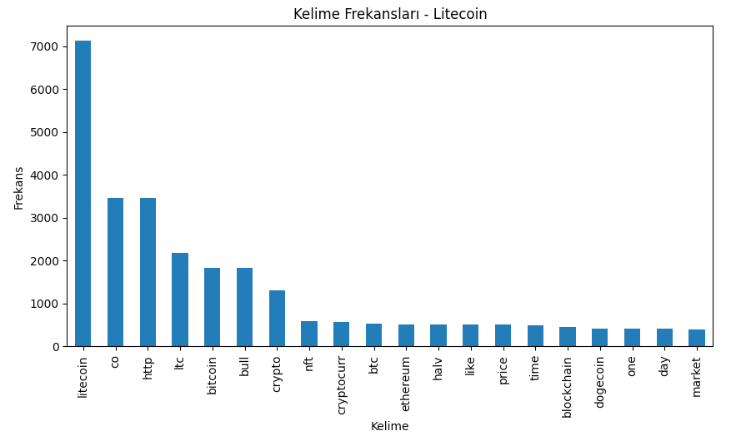 Kelime Frekansları - Litecoin
Frekans
7000
6000
5000
4000
3000
2000
1000
0
litecoin
co
http
ltc
bitcoin
bull
crypto
nft
cryptocurr
btc
ethereum
halv
like
price
time
blockchain
dogecoin
one
day
market
Kelime